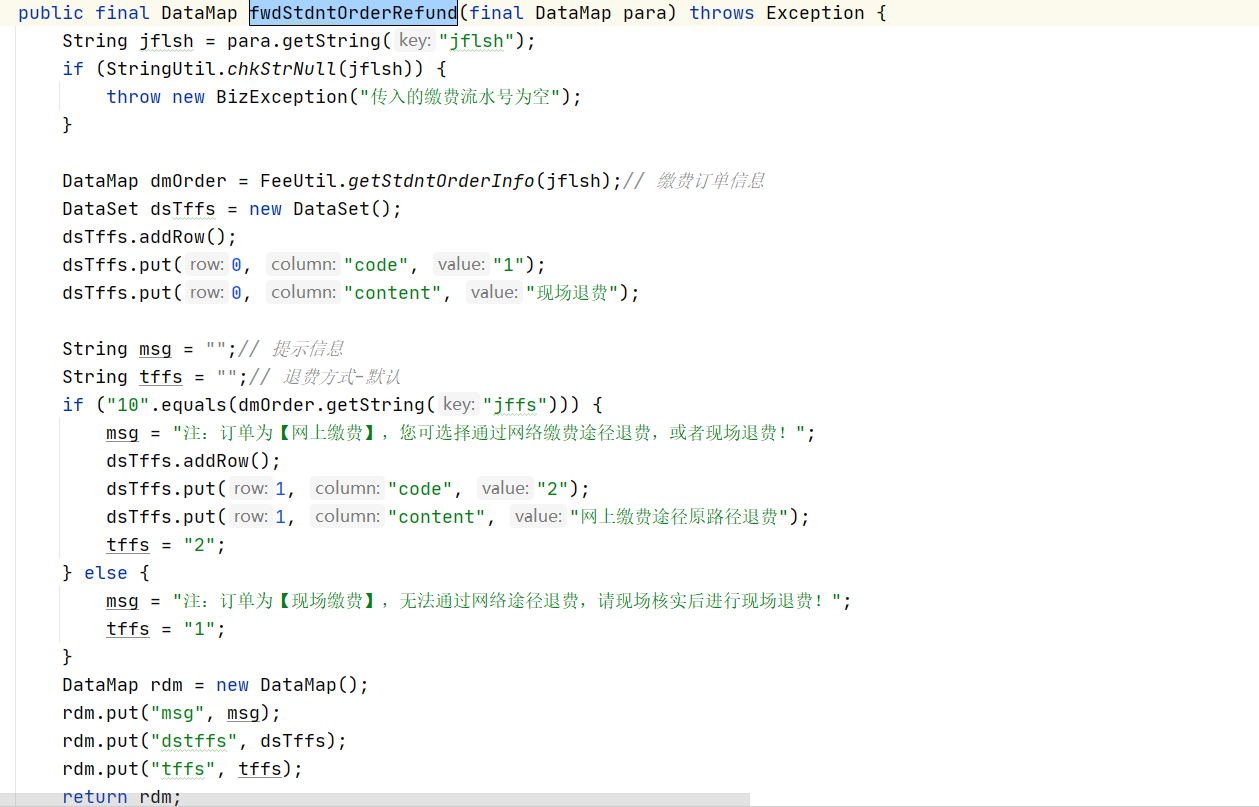 public final DataMap fwdStdntOrderRefund(final DataMap para) throws Exception {
String jflsh = para.getString( key: "jflsh");
if (StringUtil.chkStrNull(jflsh)) {
throw new BizException("传入的缴费流水号为空");
}
DataMap dmOrder = FeeUtil.getStdntOrderInfo(jflsh);// 缴费订单信息
DataSet dsTffs = new DataSet();
dsTffs.addRow();
dsTffs.put( row: 0, column: "code", value: "1");
dsTffs.put( row: 0, column: "content", value: "现场退费");
String msg = "";// 提示信息
String tffs = "";// 退费方式-默认
if ("10".equals(dmOrder.getString( key: "jffs"))) {
msg = "注：订单为【网上缴费】，您可选择通过网络缴费途径退费，或者现场退费！";
dsTffs.addRow();
dsTffs.put( row: 1, column: "code", value: "2");
dsTffs.put( row: 1, column: "content", value: "网上缴费途径原路径退费");
tffs = "2";
} else {
msg = "注：订单为【现场缴费】，无法通过网络途径退费，请现场核实后进行现场退费！";
tffs = "1";
}
DataMap rdm = new DataMap();
rdm.put("msg", msg);
rdm.put("dstffs", dsTffs);
rdm.put("tffs", tffs);
return rdm;